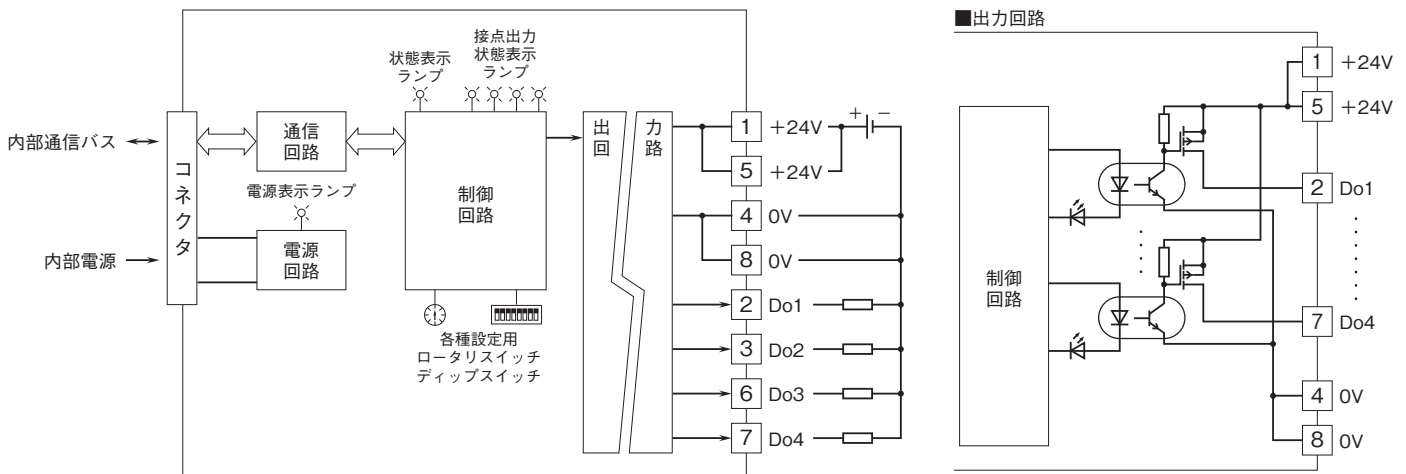 内部通信バス
内部電源
コネクタ
通信
回路
電源表示ランプ
電源
回路
状態表示
ランプ
接点出力
状態表示
ランプ
制御
回路
各種設定用
ロータリスイッチ
ディップスイッチ
出力
回路
1 +24V
+ −
5 +24V
4 0V
8 0V
2 Do1
3 Do2
6 Do3
7 Do4
■出力回路
制御
回路
1 +24V
5 +24V
2 Do1
7 Do4
4 0V
8 0V